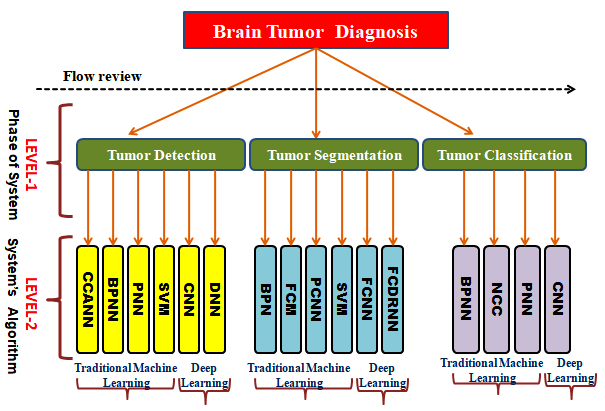 Brain Tumor Diagnosis
Flow review
Phase of System
LEVEL-1
Tumor Detection
Tumor Segmentation
Tumor Classification
System's Algorithm
LEVEL-2
CCANN
BPNN
PNN
SVM
CNN
DNN
BPN
FCM
PCNN
SVM
FCNN
FCDRNN
BPNN
NCC
PNN
CNN
Traditional Machine
Learning
Deep
Learning
Traditional Machine
Learning
Deep
Learning
Traditional Machine
Learning
Deep
Learning